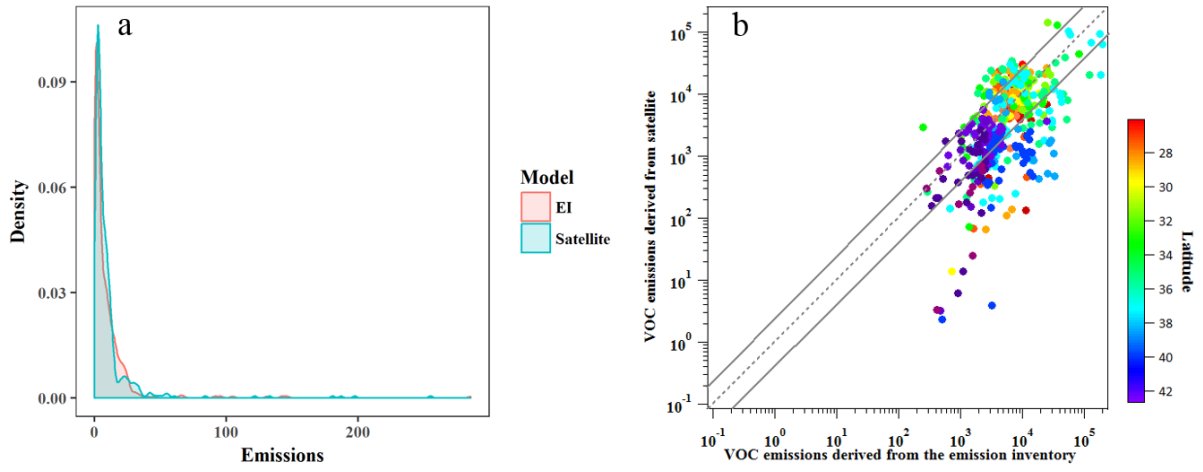 a
0.09
0.06
0.03
0.00
Density
0
100
200
Emissions
Model
EI
Satellite
b
10^5
10^4
10^3
10^2
10^1
10^0
10^-1
VOC emissions derived from satellite
10^-1
10^0
10^1
10^2
10^3
10^4
10^5
VOC emissions derived from the emission inventory
28
30
32
34
36
38
40
42
Latitude